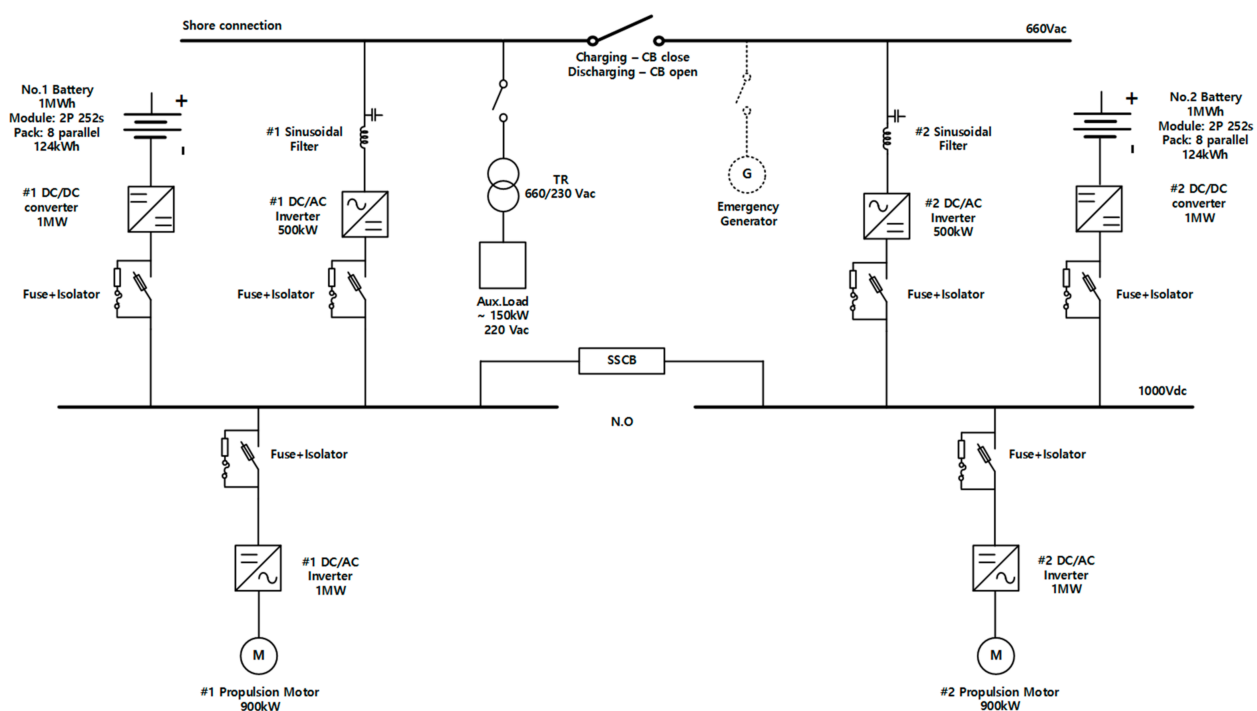 Shore connection
660Vac
Charging – CB close
Discharging – CB open
No.1 Battery
1MWh
Module: 2P 252s
Pack: 8 parallel
124kWh
+
-
#1 DC/DC
converter
1MW
Fuse+Isolator
#1 Sinusoidal
Filter
#1 DC/AC
Inverter
500kW
Fuse+Isolator
TR
660/230 Vac
Aux.Load
~ 150kW
220 Vac
G
Emergency
Generator
#2 Sinusoidal
Filter
#2 DC/AC
Inverter
500kW
Fuse+Isolator
No.2 Battery
1MWh
Module: 2P 252s
Pack: 8 parallel
124kWh
+
-
#2 DC/DC
converter
1MW
Fuse+Isolator
SSCB
1000Vdc
N.O
Fuse+Isolator
#1 DC/AC
Inverter
1MW
M
#1 Propulsion Motor
900kW
Fuse+Isolator
#2 DC/AC
Inverter
1MW
M
#2 Propulsion Motor
900kW